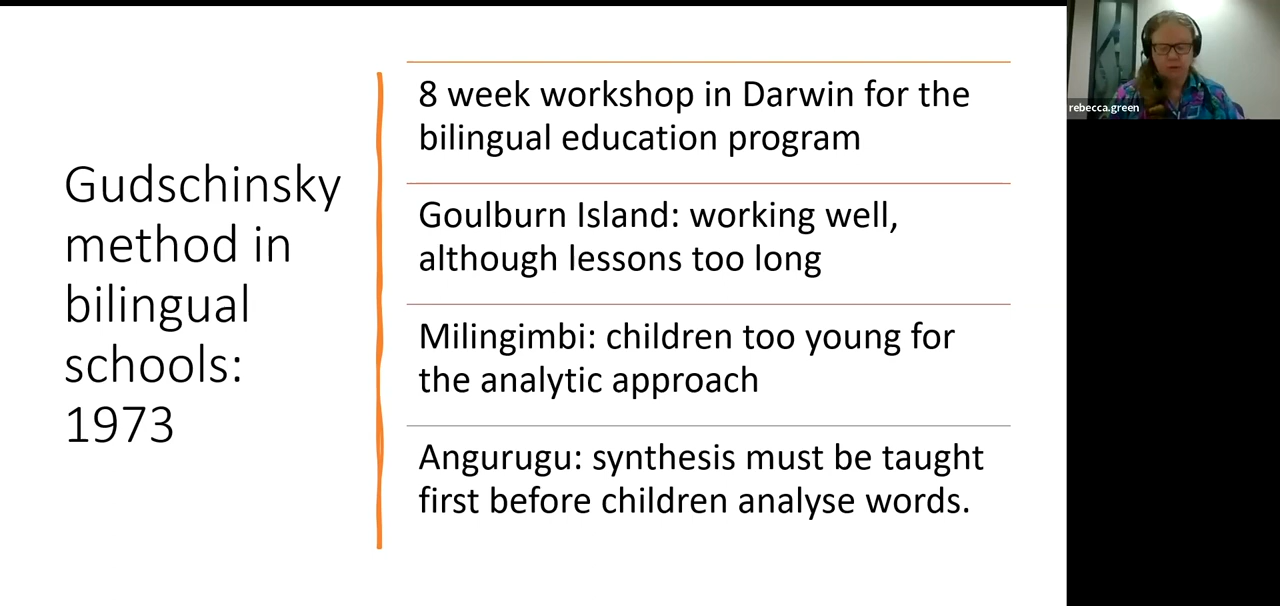 Gudschinsky
method in
bilingual
schools:
1973
8 week workshop in Darwin for the
bilingual education program
Goulburn Island: working well,
although lessons too long
Milingimbi: children too young for
the analytic approach
Angurugu: synthesis must be taught
first before children analyse words.
rebecca.green